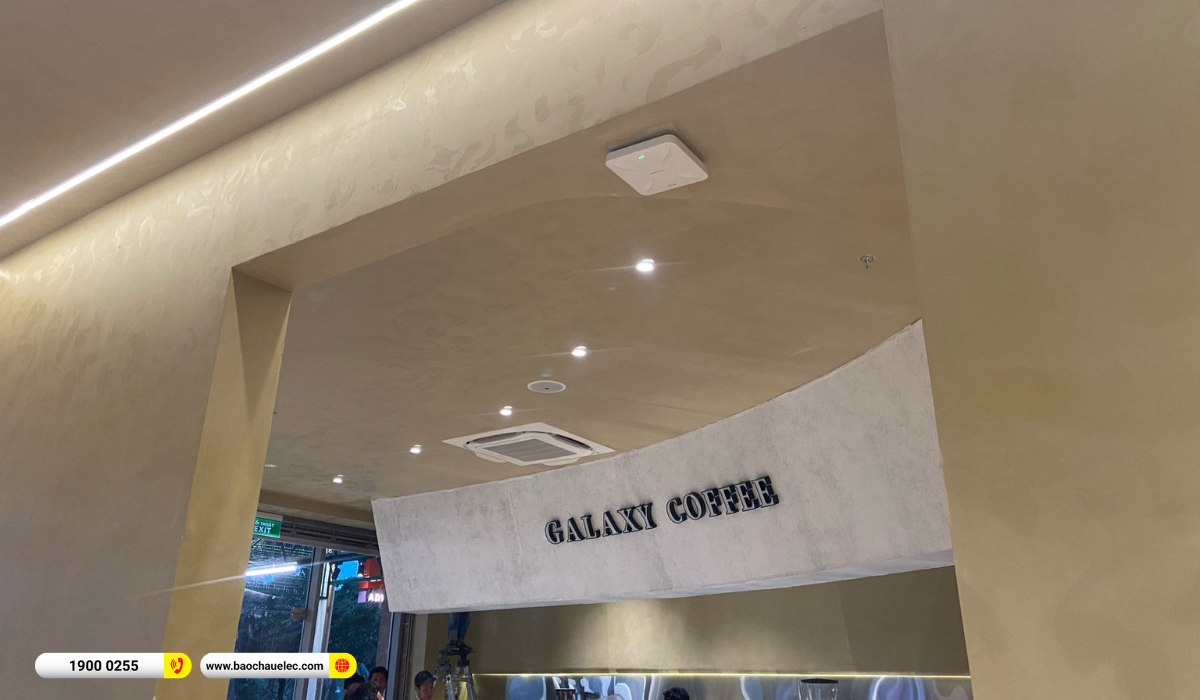 GALAXY COFFEE
EXIT
1900 0255
www.baochauelec.com